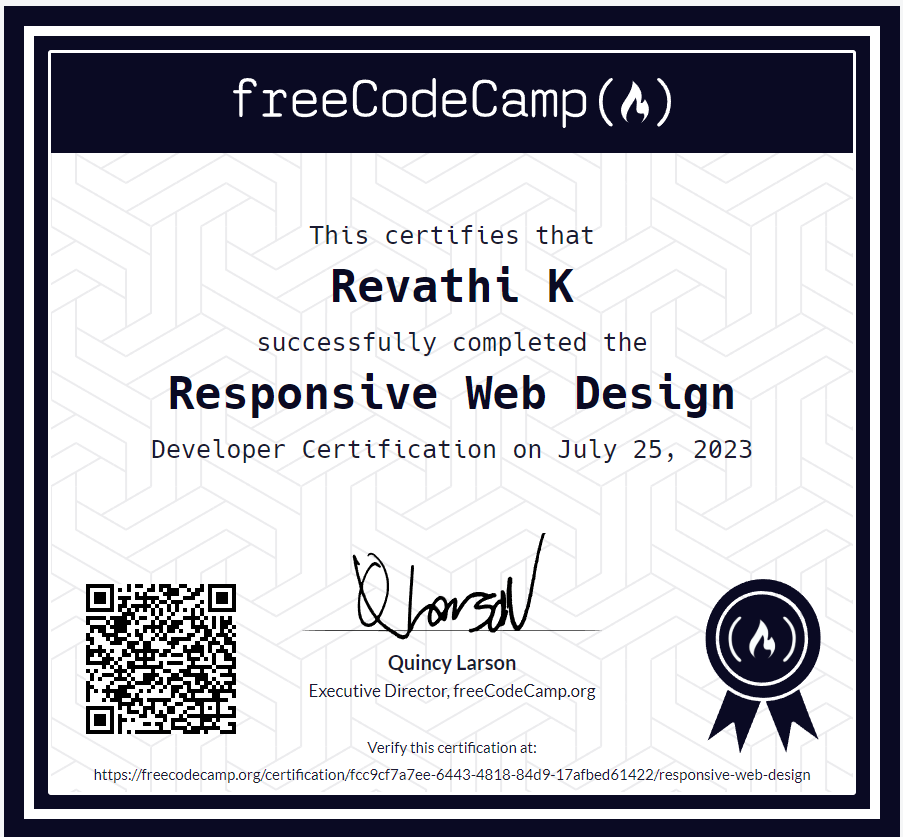 freeCodeCamp
This certifies that
Revathi K
successfully completed the
Responsive Web Design
Developer Certification on July 25, 2023
Quincy Larson
Executive Director, freeCodeCamp.org
Verify this certification at:
https://freecodecamp.org/certification/fcc9cf7a7ee-6443-4818-84d9-17afbed61422/responsive-web-design